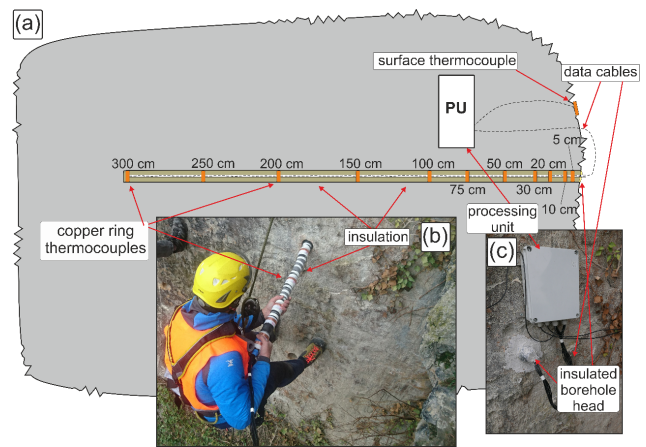 (a)
surface thermocouple
data cables
PU
5 cm
300 cm 250 cm 200 cm 150 cm 100 cm 50 cm 20 cm
75 cm 30 cm
10 cm
copper ring
thermocouples
insulation
processing
unit
(b)
(c)
insulated
borehole
head